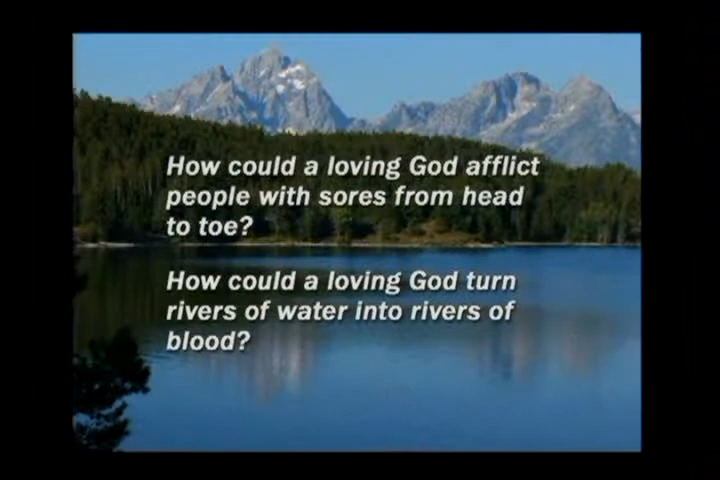 How could a loving God afflict
people with sores from head
to toe?
How could a loving God turn
rivers of water into rivers of
blood?